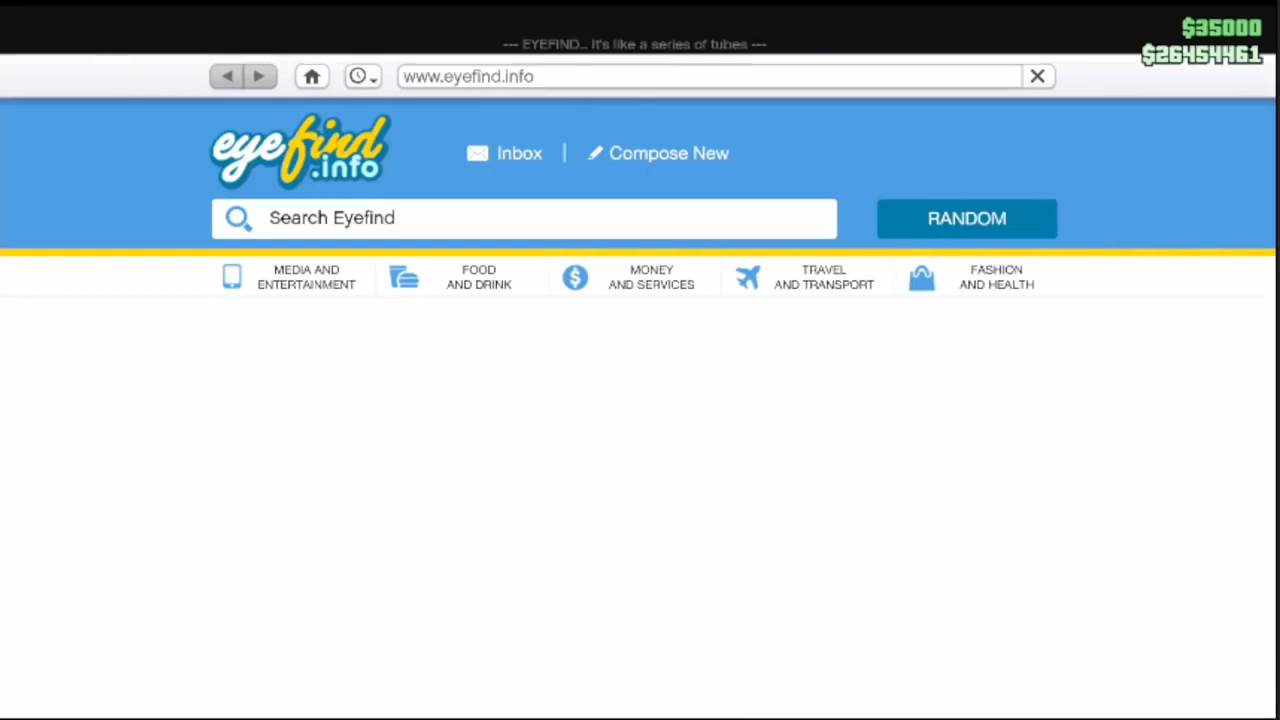 $35000
--- EYEFIND... It's like a series of tubes ---
$26454461
www.eyefind.info
eyefind.info
Inbox
Compose New
Search Eyefind
RANDOM
MEDIA AND
ENTERTAINMENT
FOOD
AND DRINK
MONEY
AND SERVICES
TRAVEL
AND TRANSPORT
FASHION
AND HEALTH